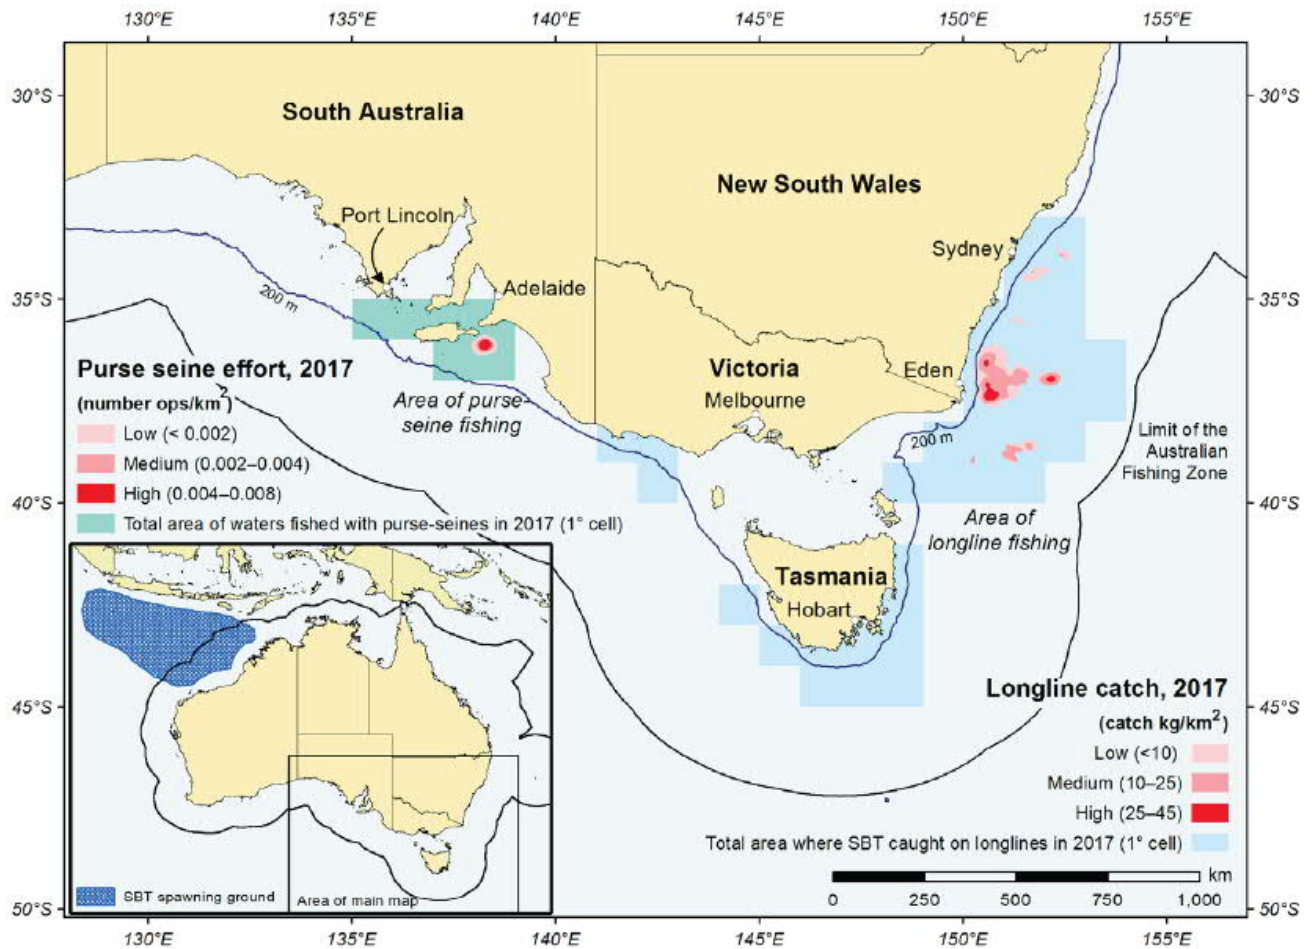 130°E 135°E 140°E 145°E 150°E 155°E
30°S 30°S
South Australia
New South Wales
Port Lincoln
Sydney
Adelaide
200 m
35°S 35°S
Purse seine effort, 2017
(number ops/km²)
Low (< 0.002)
Medium (0.002–0.004)
High (0.004–0.008)
Total area of waters fished with purse-seines in 2017 (1° cell)
Area of purse-
seine fishing
Victoria
Melbourne
Eden
200 m
Limit of the
Australian
Fishing Zone
40°S 40°S
Area of
longline fishing
Tasmania
Hobart
Longline catch, 2017
(catch kg/km²)
Low (<10)
Medium (10–25)
High (25–45)
Total area where SBT caught on longlines in 2017 (1° cell)
45°S 45°S
SBT spawning ground
Area of main map
km
0 250 500 750 1,000
50°S 50°S
130°E 135°E 140°E 145°E 150°E 155°E